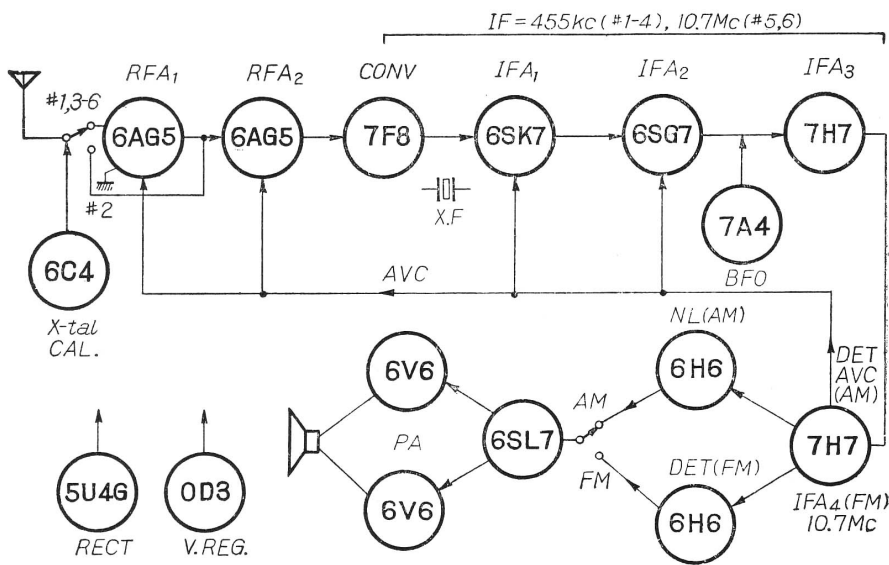 IF = 455kc ( #1-4 ), 10.7Mc ( #5,6 )
RFA1
RFA2
CONV
IFA1
IFA2
IFA3
#1,3-6
6AG5
6AG5
7F8
6SK7
6SG7
7H7
#2
X.F
7A4
BFO
6C4
X-tal
CAL.
AVC
NL(AM)
DET
AVC
(AM)
6V6
6H6
AM
PA
6SL7
7H7
FM
DET(FM)
5U4G
0D3
6V6
6H6
IFA4(FM)
10.7Mc
RECT
V.REG.